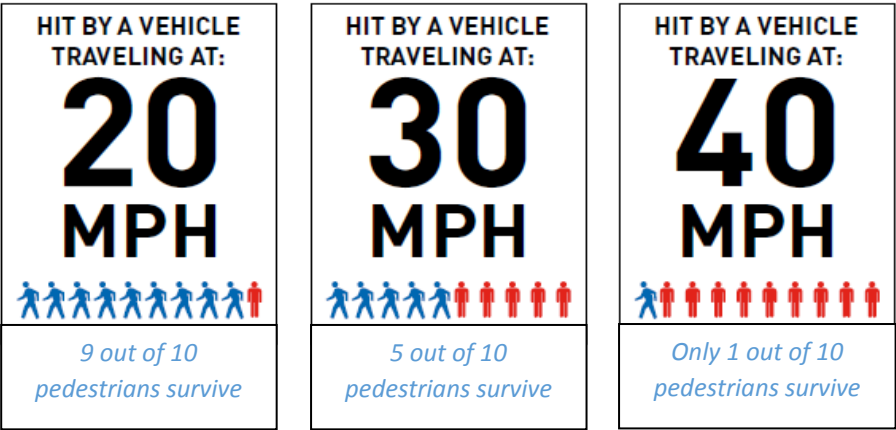 HIT BY A VEHICLE
TRAVELING AT:
20
MPH
9 out of 10
pedestrians survive
HIT BY A VEHICLE
TRAVELING AT:
30
MPH
5 out of 10
pedestrians survive
HIT BY A VEHICLE
TRAVELING AT:
40
MPH
Only 1 out of 10
pedestrians survive